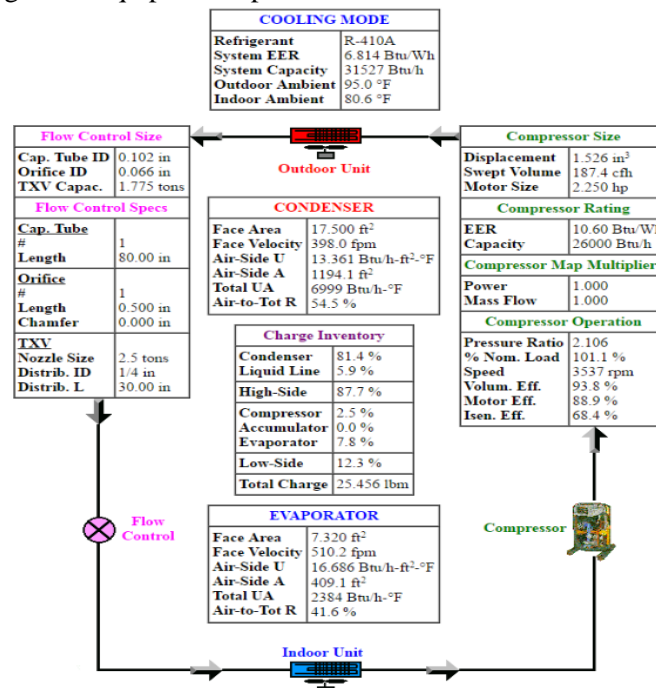 COOLING MODE
Refrigerant R-410A
System EER 6.814 Btu/Wh
System Capacity 31527 Btu/h
Outdoor Ambient 95.0 °F
Indoor Ambient 80.6 °F
Flow Control Size
Cap. Tube ID 0.102 in
Orifice ID 0.066 in
TXV Capac. 1.775 tons
Flow Control Specs
Cap. Tube
# 1
Length 80.00 in
Orifice
# 1
Length 0.500 in
Chamfer 0.000 in
TXV
Nozzle Size 2.5 tons
Distrib. ID 1/4 in
Distrib. L 30.00 in
Outdoor Unit
CONDENSER
Face Area 17.500 ft²
Face Velocity 398.0 fpm
Air-Side U 13.361 Btu/h-ft²-°F
Air-Side A 1194.1 ft²
Total UA 6999 Btu/h-°F
Air-to-Tot R 54.5 %
Charge Inventory
Condenser 81.4 %
Liquid Line 5.9 %
High-Side 87.7 %
Compressor 2.5 %
Accumulator 0.0 %
Evaporator 7.8 %
Low-Side 12.3 %
Total Charge 25.456 lbm
Compressor Size
Displacement 1.526 in³
Swept Volume 187.4 cfh
Motor Size 2.250 hp
Compressor Rating
EER 10.60 Btu/Wh
Capacity 26000 Btu/h
Compressor Map Multiplier
Power 1.000
Mass Flow 1.000
Compressor Operation
Pressure Ratio 2.106
% Nom. Load 101.1 %
Speed 3537 rpm
Volum. Eff. 93.8 %
Motor Eff. 88.9 %
Isen. Eff. 68.4 %
Flow
Control
EVAPORATOR
Face Area 7.320 ft²
Face Velocity 510.2 fpm
Air-Side U 16.686 Btu/h-ft²-°F
Air-Side A 409.1 ft²
Total UA 2384 Btu/h-°F
Air-to-Tot R 41.6 %
Compressor
Indoor Unit